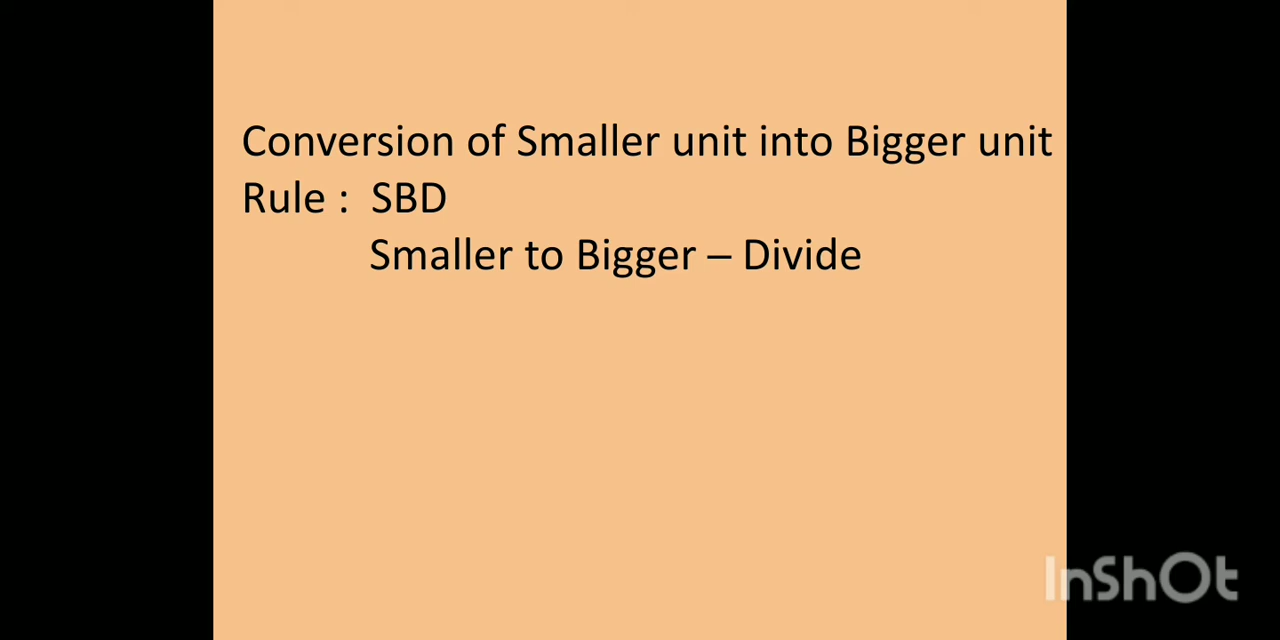 Conversion of Smaller unit into Bigger unit
Rule : SBD
Smaller to Bigger – Divide
InShOt